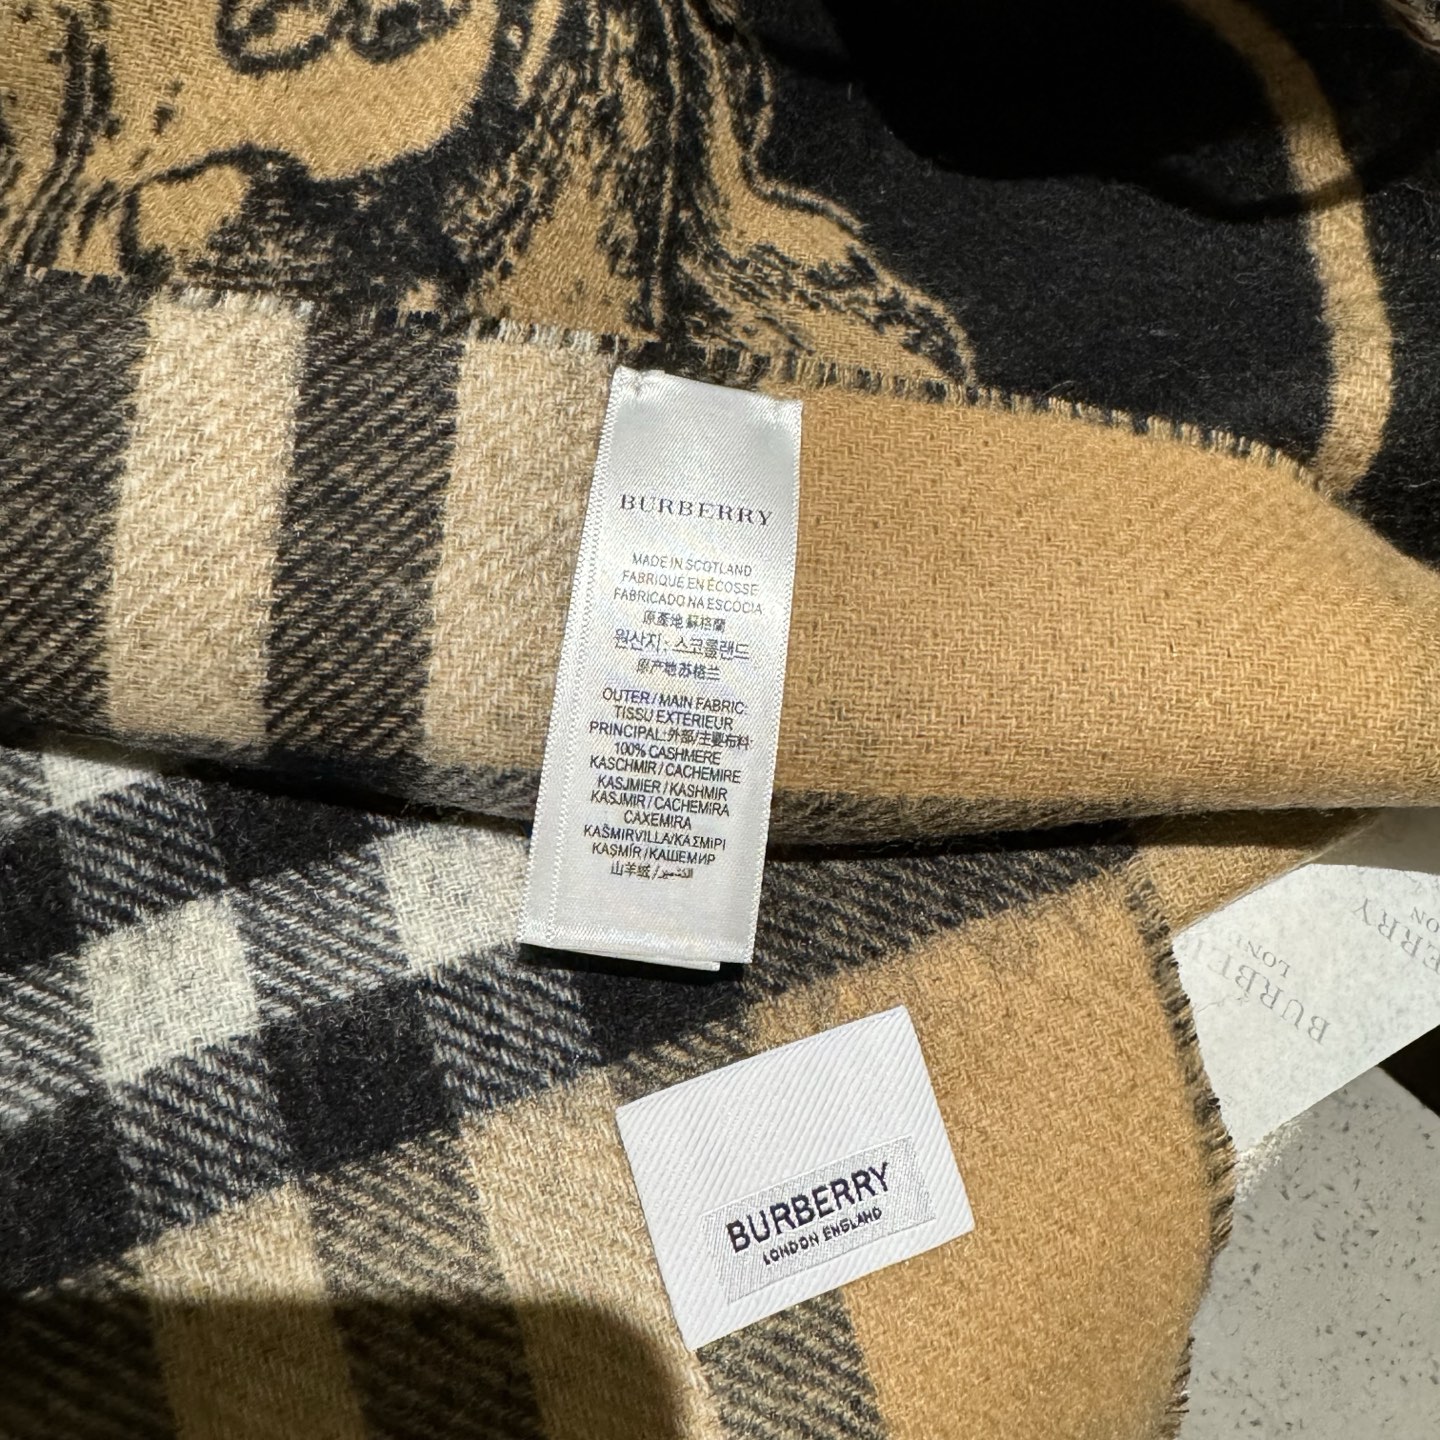 BURBERRY
MADE IN SCOTLAND
FABRIQUÉ EN ÉCOSSE
FABRICADO NA ESCÓCIA
原產地 蘇格蘭
원산지: 스코틀랜드
原产地苏格兰
OUTER / MAIN FABRIC:
TISSU EXTERIEUR
PRINCIPAL:外部/主要布料:
100% CASHMERE
KASCHMIR / CACHEMIRE
KASJMIER / KASHMIR
KAŞJMIR / CACHEMIRA
CAXEMIRA
KAŠMIRVILLA/ΚΑΣΜΙΡΙ
KAŞMİR / КАШЕМИР
山羊绒 /
BURBERRY
LONDON ENGLAND
BURBERRY